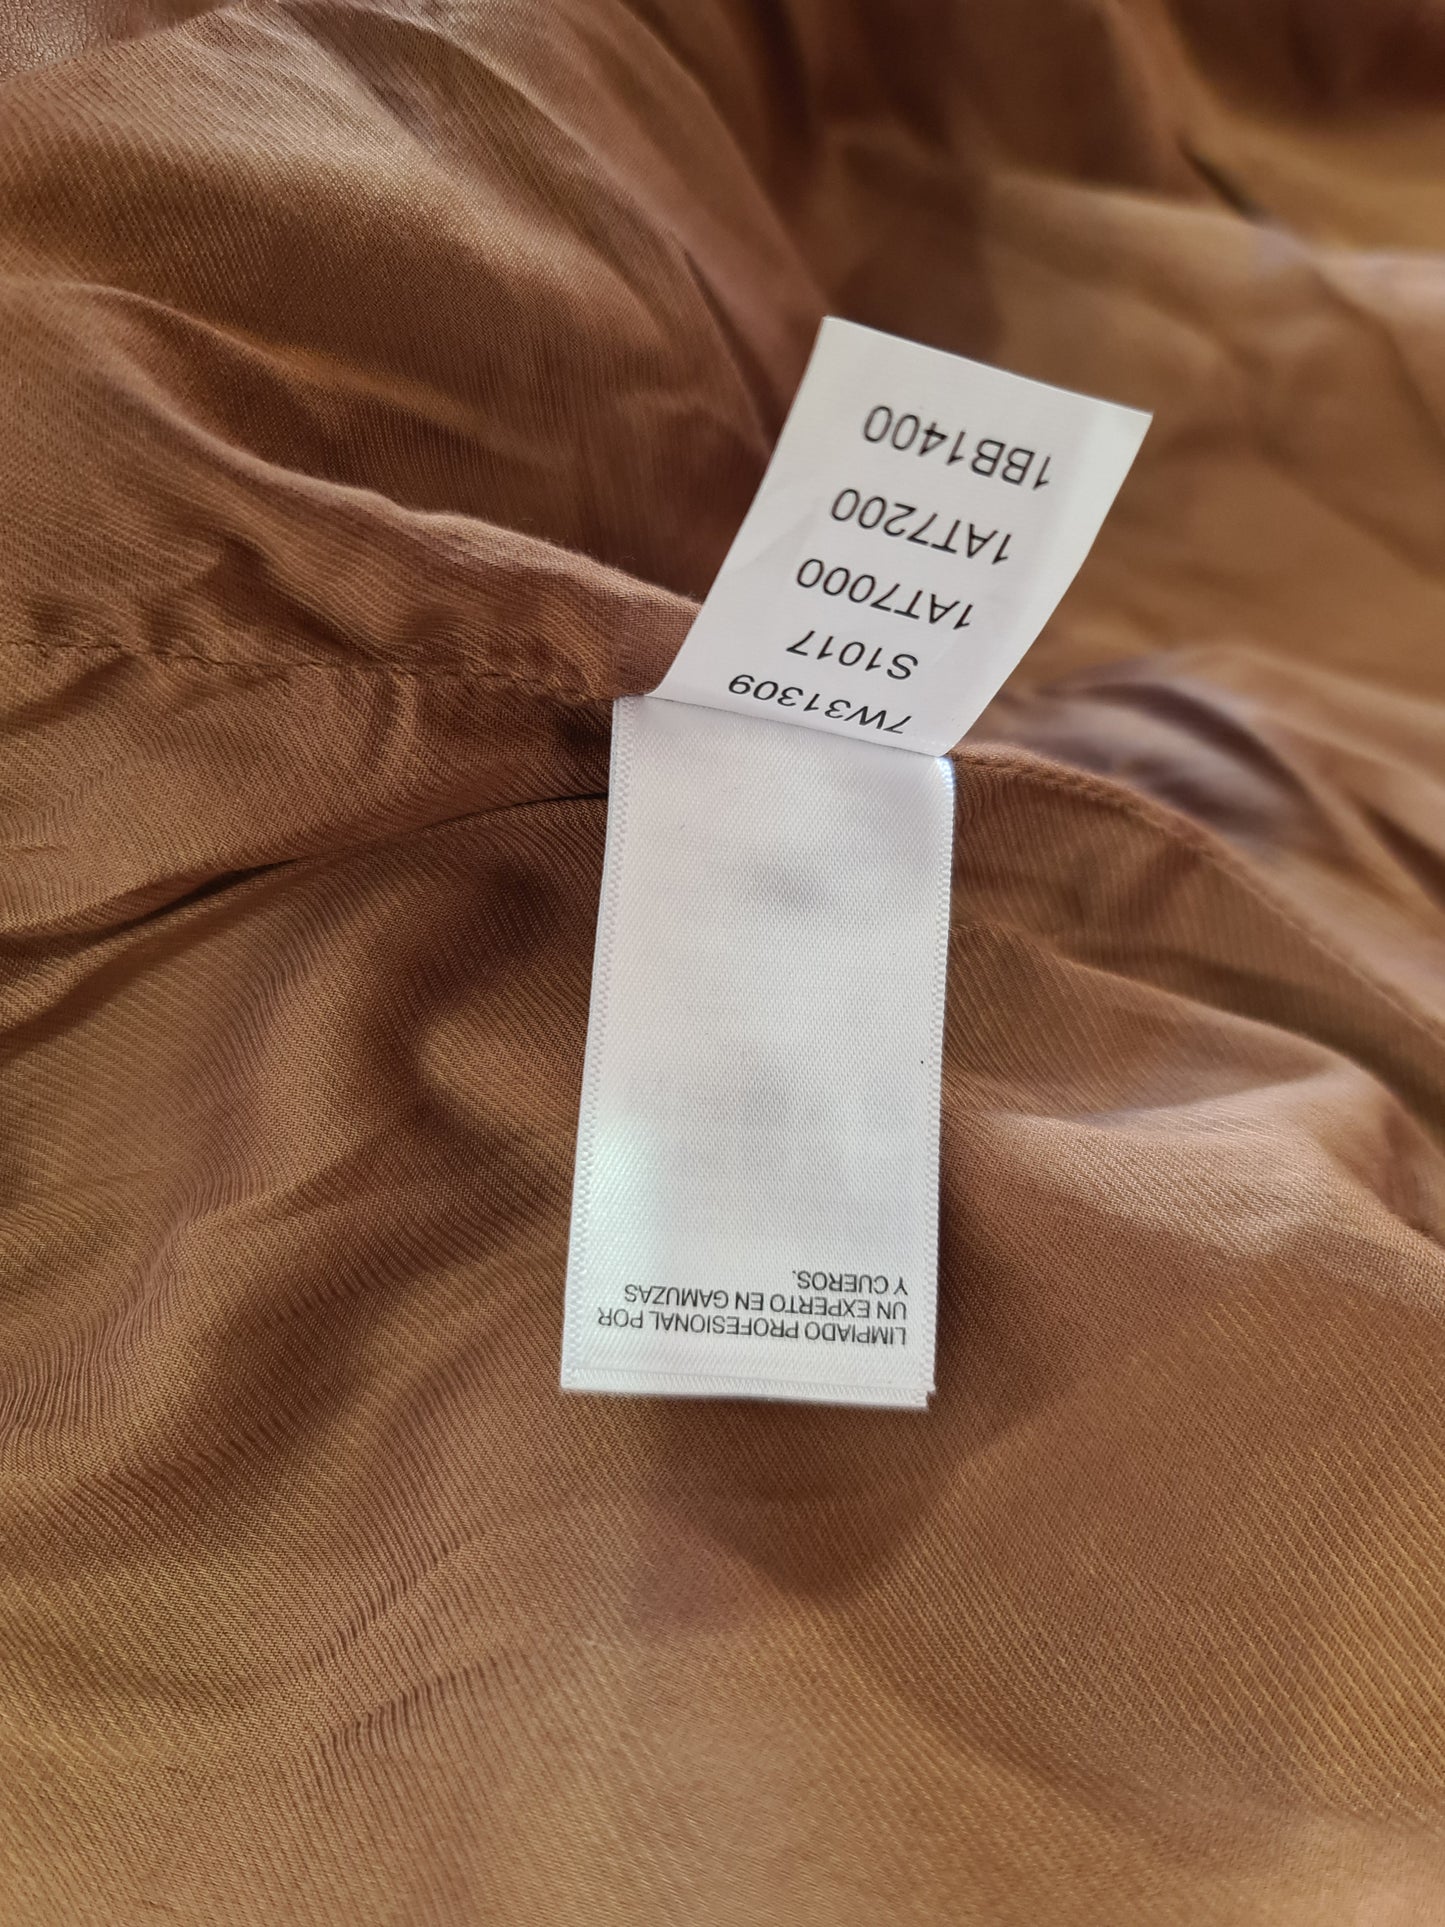 LIMPIADO PROFESIONAL POR
UN EXPERTO EN GAMUZAS
Y CUEROS.
7W31309
S1017
1AT7000
1AT7200
1BB1400